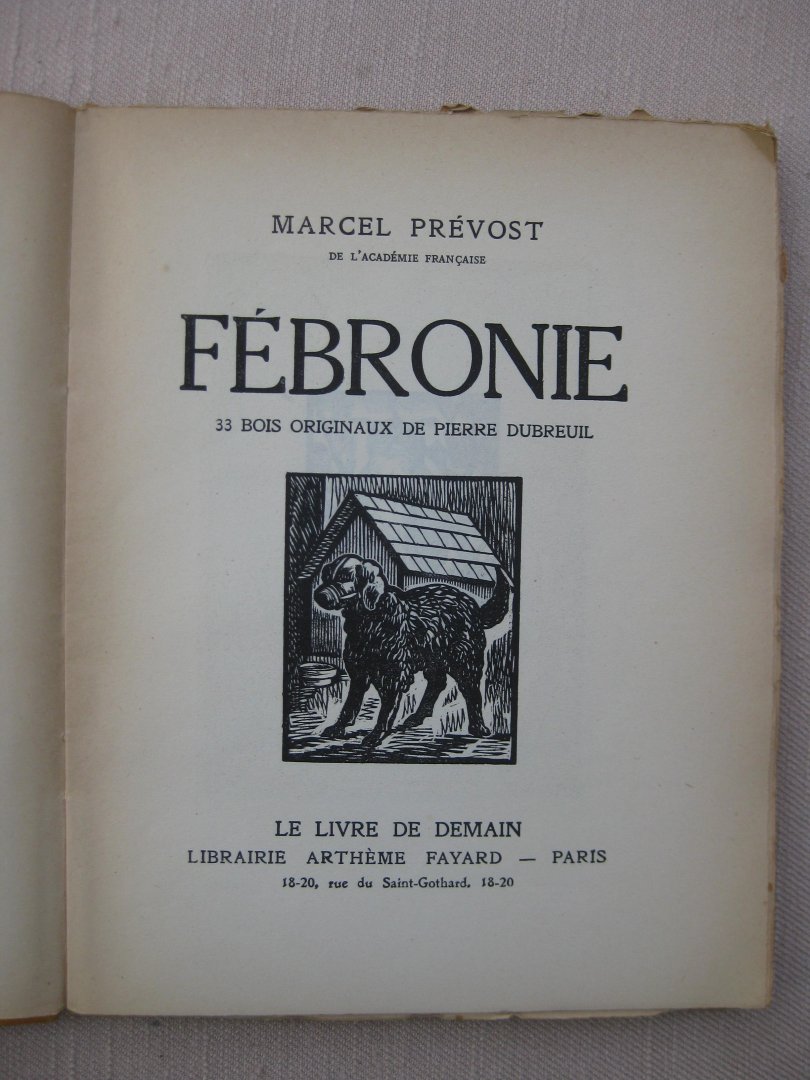 MARCEL PRÉVOST
DE L'ACADÉMIE FRANÇAISE
FÉBRONIE
33 BOIS ORIGINAUX DE PIERRE DUBREUIL
LE LIVRE DE DEMAIN
LIBRAIRIE ARTHÈME FAYARD — PARIS
18-20, rue du Saint-Gothard, 18-20